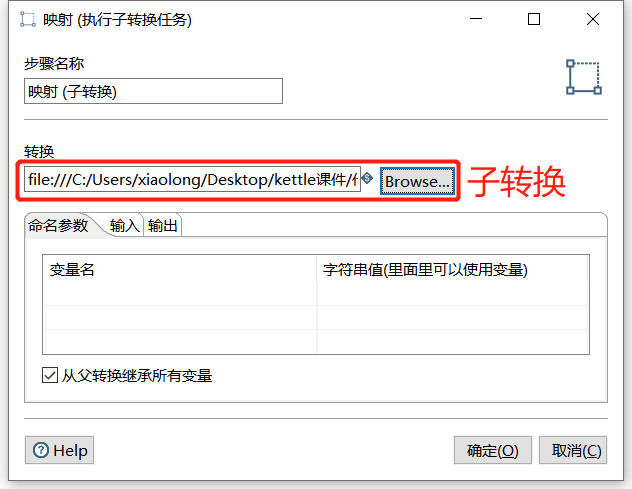 映射 (执行子转换任务)
步骤名称
映射 (子转换)
转换
file:///C:/Users/xiaolong/Desktop/kettle课件/
Browse...
子转换
命名参数 输入 输出
变量名 字符串值(里面里可以使用变量)
从父转换继承所有变量
Help 确定(O) 取消(C)